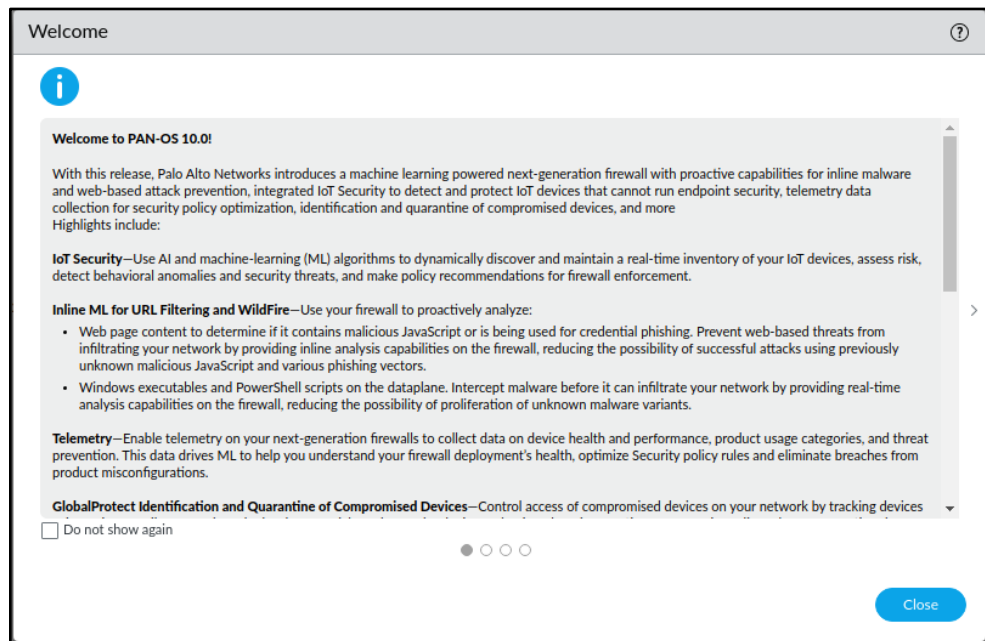 Welcome
Welcome to PAN-OS 10.0!
With this release, Palo Alto Networks introduces a machine learning powered next-generation firewall with proactive capabilities for inline malware
and web-based attack prevention, integrated IoT Security to detect and protect IoT devices that cannot run endpoint security, telemetry data
collection for security policy optimization, identification and quarantine of compromised devices, and more
Highlights include:
IoT Security—Use AI and machine-learning (ML) algorithms to dynamically discover and maintain a real-time inventory of your IoT devices, assess risk,
detect behavioral anomalies and security threats, and make policy recommendations for firewall enforcement.
Inline ML for URL Filtering and WildFire—Use your firewall to proactively analyze:
• Web page content to determine if it contains malicious JavaScript or is being used for credential phishing. Prevent web-based threats from
infiltrating your network by providing inline analysis capabilities on the firewall, reducing the possibility of successful attacks using previously
unknown malicious JavaScript and various phishing vectors.
• Windows executables and PowerShell scripts on the dataplane. Intercept malware before it can infiltrate your network by providing real-time
analysis capabilities on the firewall, reducing the possibility of proliferation of unknown malware variants.
Telemetry—Enable telemetry on your next-generation firewalls to collect data on device health and performance, product usage categories, and threat
prevention. This data drives ML to help you understand your firewall deployment's health, optimize Security policy rules and eliminate breaches from
product misconfigurations.
GlobalProtect Identification and Quarantine of Compromised Devices—Control access of compromised devices on your network by tracking devices
Do not show again
Close